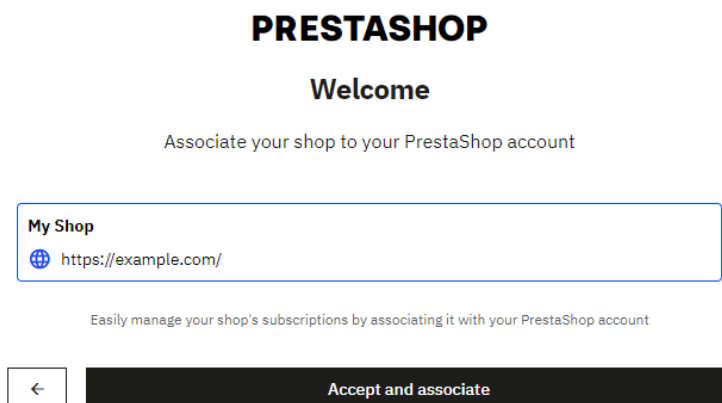 PRESTASHOP
Welcome
Associate your shop to your PrestaShop account
My Shop
https://example.com/
Easily manage your shop's subscriptions by associating it with your PrestaShop account
Accept and associate